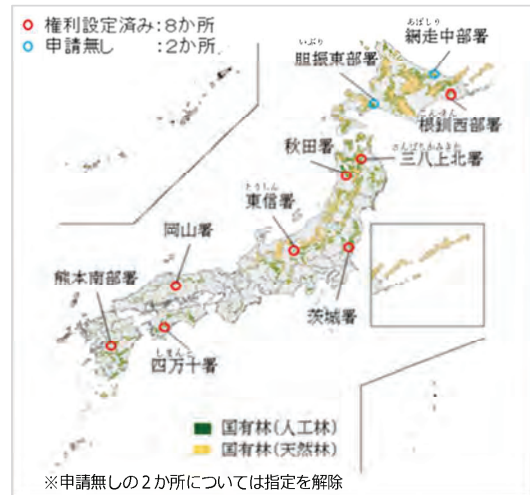 権利設定済み:8か所
申請無し :2か所
あばしり
網走中部署
いぶり
胆振東部署
こんせん
根釧西部署
さんぱちかみきた
三八上北署
秋田署
とうしん
東信署
岡山署
熊本南部署
茨城署
しまんと
四万十署
国有林(人工林)
国有林(天然林)
※申請無しの2か所については指定を解除